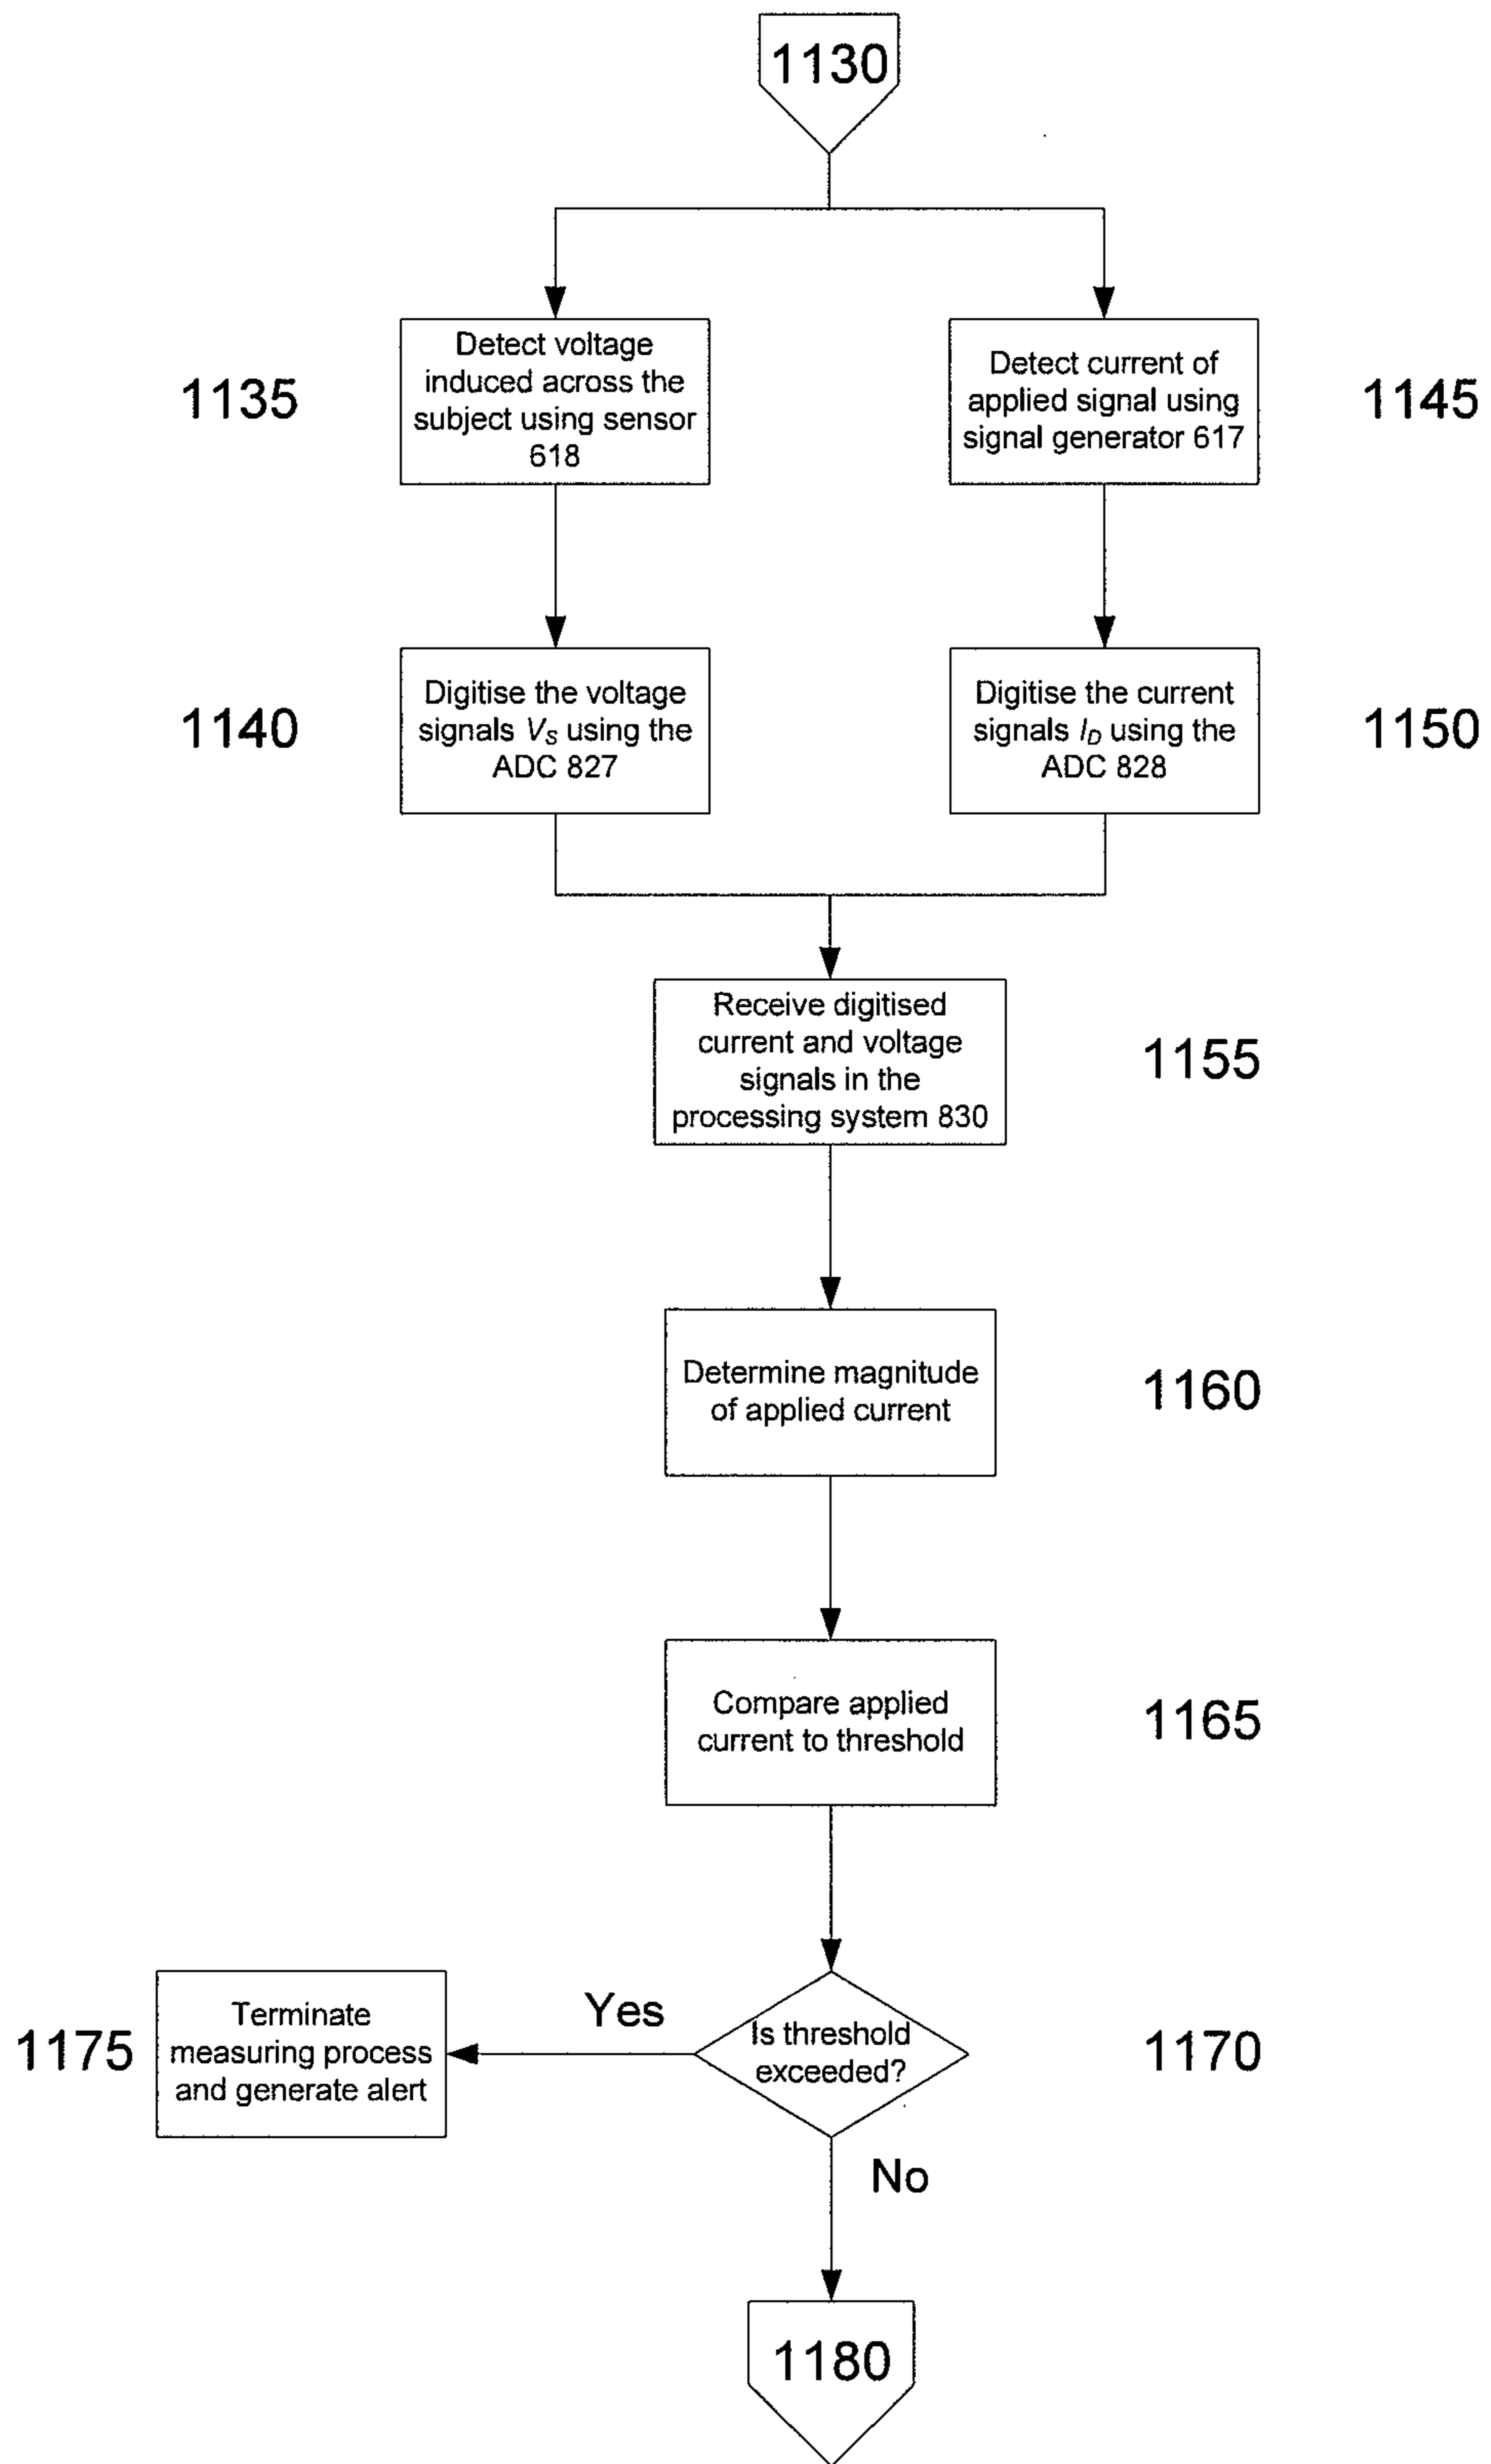 1130
1135
Detect voltage
induced across the
subject using sensor
618
Detect current of
applied signal using
signal generator 617
1145
1140
Digitise the voltage
signals VS using the
ADC 827
Digitise the current
signals ID using the
ADC 828
1150
Receive digitised
current and voltage
signals in the
processing system 830
1155
Determine magnitude
of applied current
1160
Compare applied
current to threshold
1165
1175
Terminate
measuring process
and generate alert
Yes
Is threshold
exceeded?
1170
No
1180